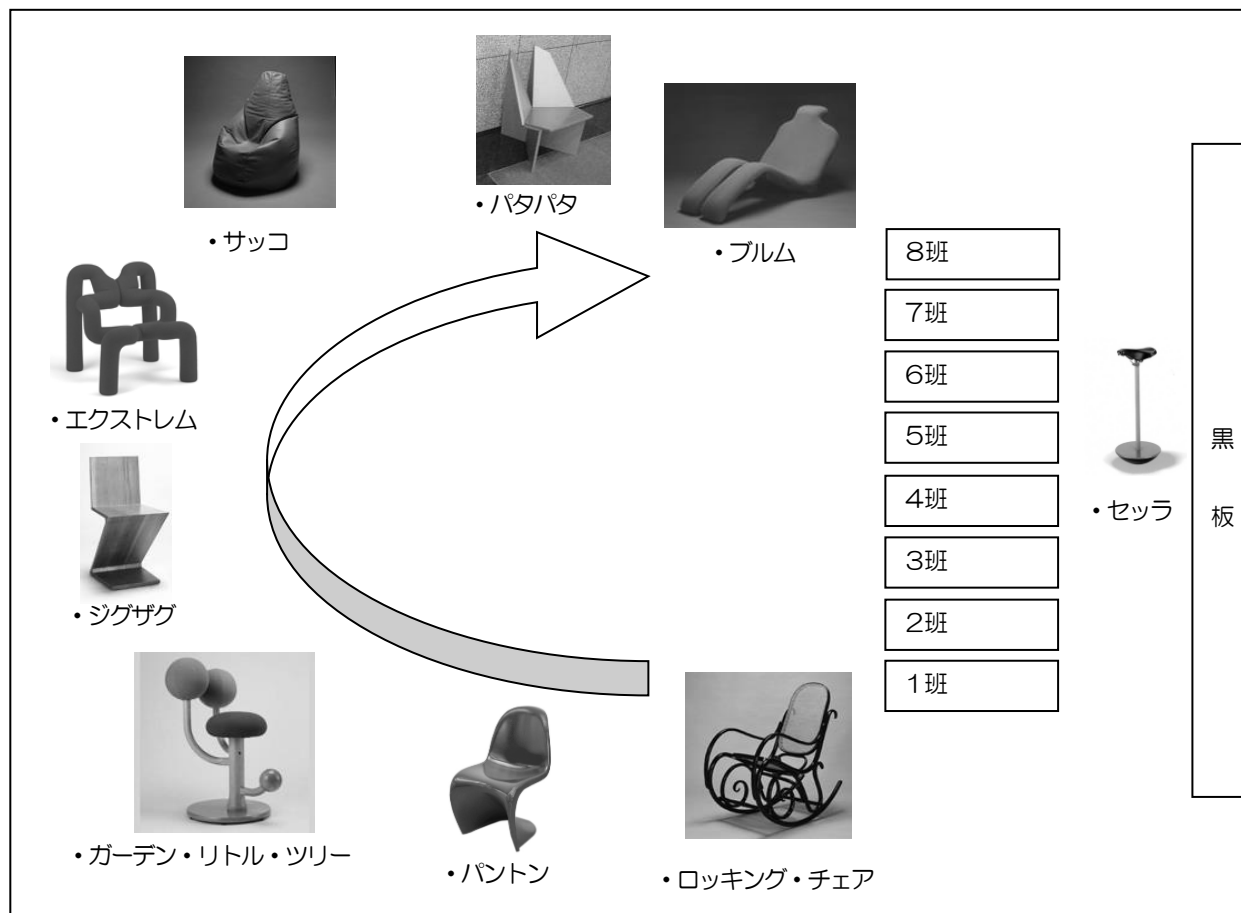 ・パタパタ
・サッコ
・ブルム
8班
7班
6班
5班
4班
3班
2班
1班
・エクストレム
・ジグザグ
・セッラ
黒
板
・ガーデン・リトル・ツリー
・パントン
・ロッキング・チェア